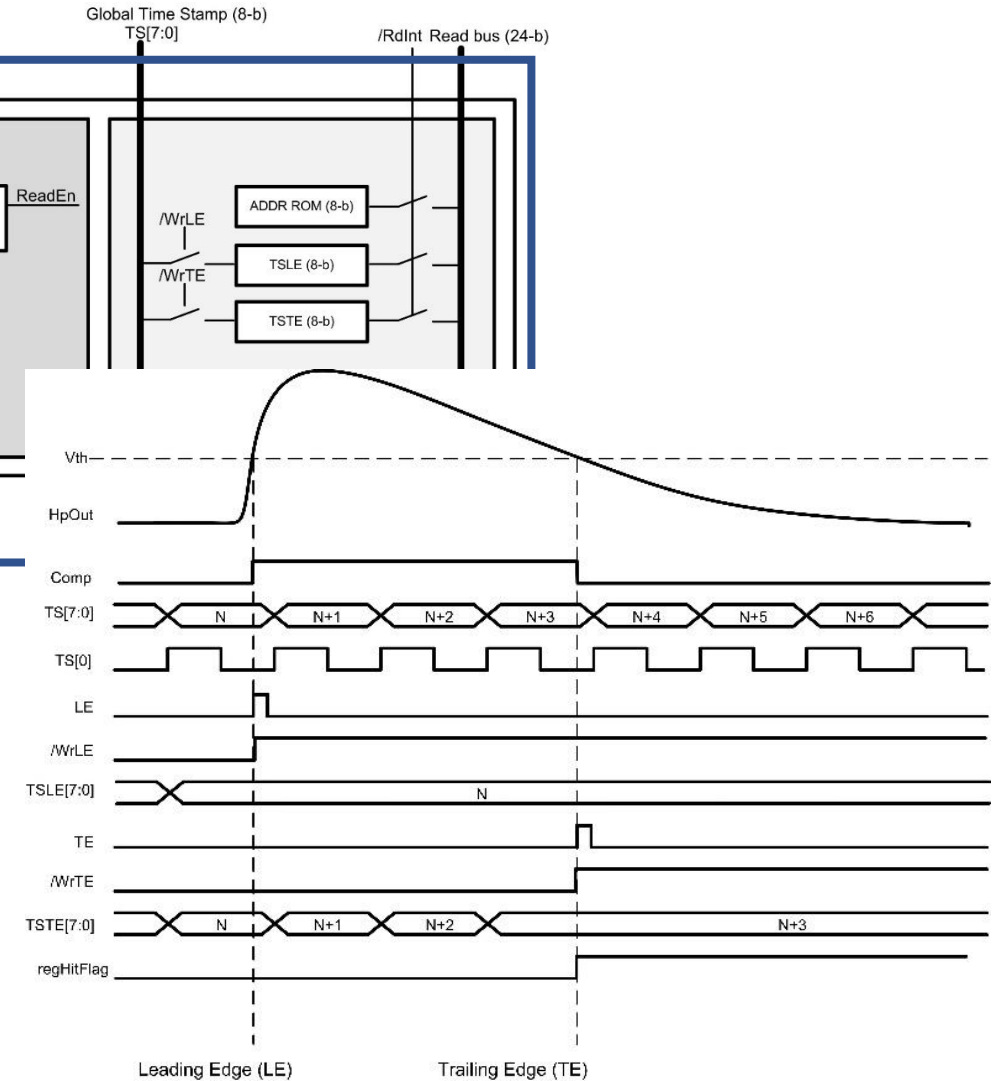 Global Time Stamp (8-b)
TS[7:0]
/RdInt Read bus (24-b)
ReadEn
ADDR ROM (8-b)
/WrLE
TSLE (8-b)
/WrTE
TSTE (8-b)
Vth
HpOut
Comp
TS[7:0] N N+1 N+2 N+3 N+4 N+5 N+6
TS[0]
LE
/WrLE
TSLE[7:0] N
TE
/WrTE
TSTE[7:0] N N+1 N+2 N+3
regHitFlag
Leading Edge (LE) Trailing Edge (TE)